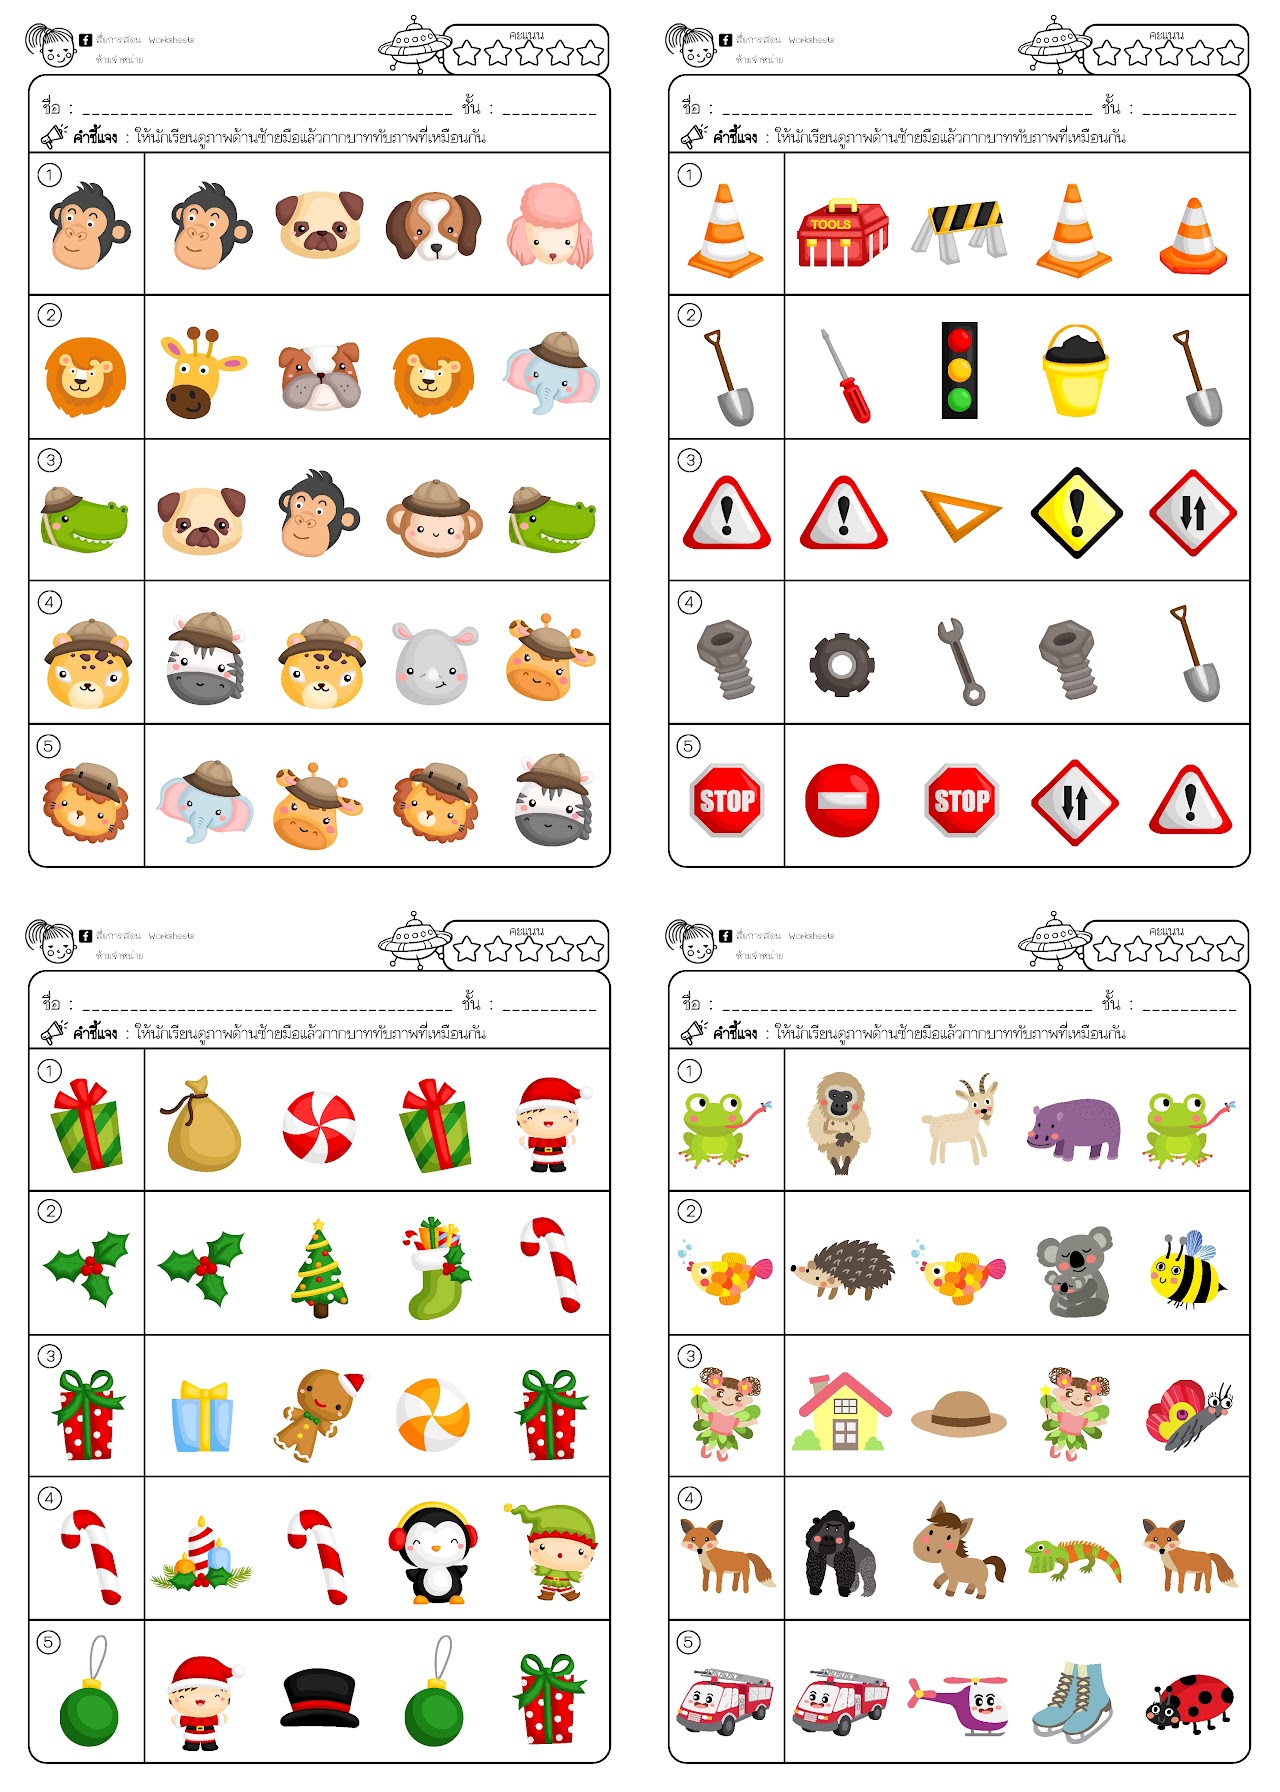 สื่อการสอน Worksheets
ห้ามจำหน่าย
คะแนน
ชื่อ : ชั้น :
คำชี้แจง : ให้นักเรียนดูภาพด้านซ้ายมือแล้วกากบาททับภาพที่เหมือนกัน
1
2
3
4
5
สื่อการสอน Worksheets
ห้ามจำหน่าย
คะแนน
ชื่อ : ชั้น :
คำชี้แจง : ให้นักเรียนดูภาพด้านซ้ายมือแล้วกากบาททับภาพที่เหมือนกัน
1
TOOLS
2
3
4
5
STOP STOP
สื่อการสอน Worksheets
ห้ามจำหน่าย
คะแนน
ชื่อ : ชั้น :
คำชี้แจง : ให้นักเรียนดูภาพด้านซ้ายมือแล้วกากบาททับภาพที่เหมือนกัน
1
2
3
4
5
สื่อการสอน Worksheets
ห้ามจำหน่าย
คะแนน
ชื่อ : ชั้น :
คำชี้แจง : ให้นักเรียนดูภาพด้านซ้ายมือแล้วกากบาททับภาพที่เหมือนกัน
1
2
3
4
5